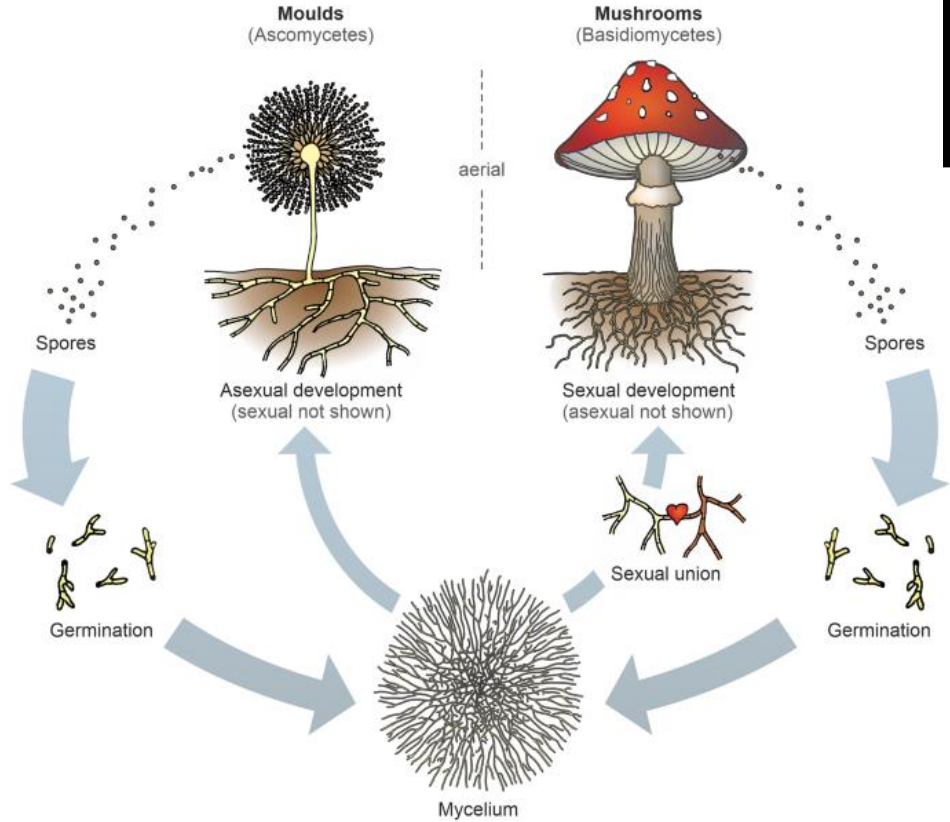 Moulds
(Ascomycetes)
Mushrooms
(Basidiomycetes)
aerial
Spores
Spores
Asexual development
(sexual not shown)
Sexual development
(asexual not shown)
Sexual union
Germination
Germination
Mycelium